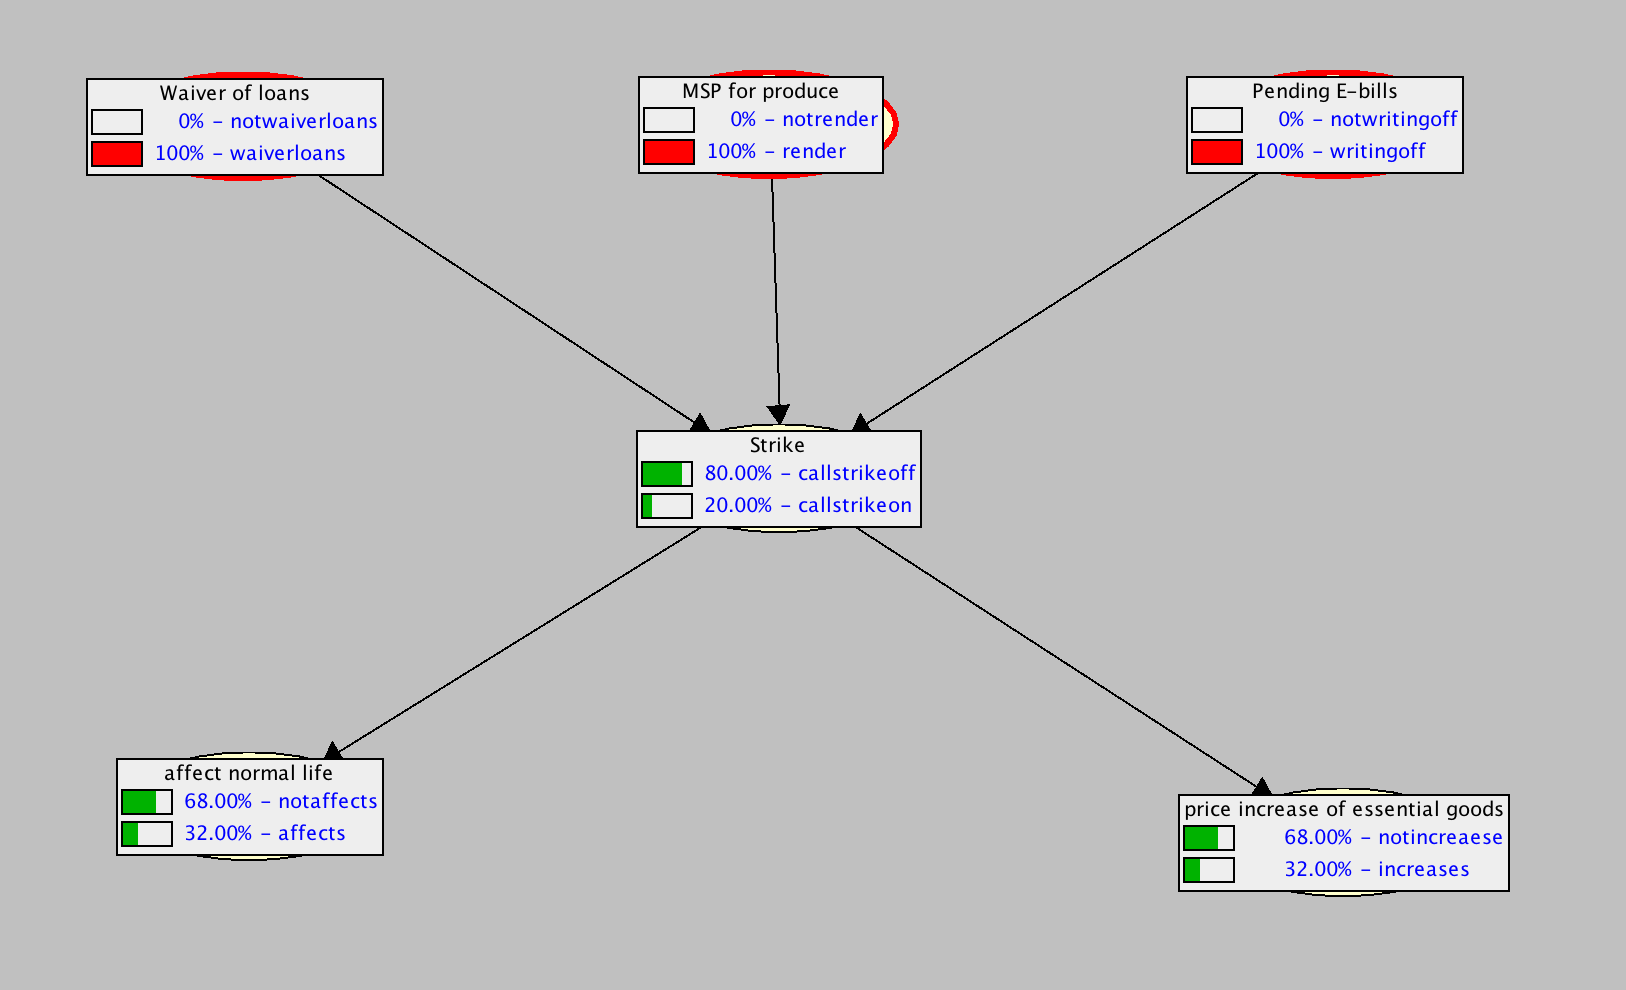 Waiver of loans
0% - notwaiverloans
100% - waiverloans
MSP for produce
0% - notrender
100% - render
Pending E-bills
0% - notwritingoff
100% - writingoff
Strike
80.00% - callstrikeoff
20.00% - callstrikeon
affect normal life
68.00% - notaffects
32.00% - affects
price increase of essential goods
68.00% - notincreaese
32.00% - increases